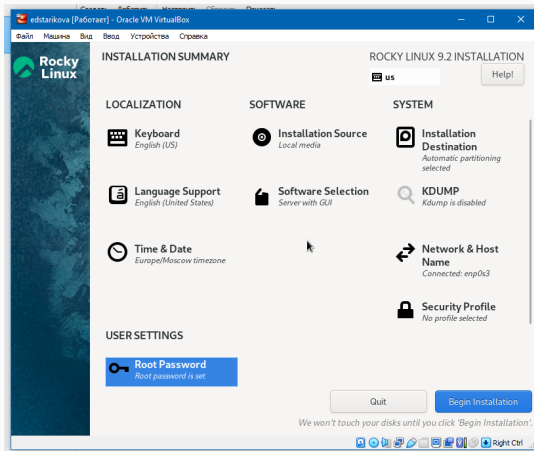 edstarikova [Работает] - Oracle VM VirtualBox
Файл Машина Вид Ввод Устройства Справка
Rocky
Linux
INSTALLATION SUMMARY
ROCKY LINUX 9.2 INSTALLATION
us
Help!
LOCALIZATION
SOFTWARE
SYSTEM
Keyboard
English (US)
Installation Source
Local media
Installation
Destination
Automatic partitioning
selected
Language Support
English (United States)
Software Selection
Server with GUI
KDUMP
Kdump is disabled
Time & Date
Europe/Moscow timezone
Network & Host
Name
Connected: enp0s3
Security Profile
No profile selected
USER SETTINGS
Root Password
Root password is set
Quit
Begin Installation
We won't touch your disks until you click 'Begin Installation'.
Right Ctrl